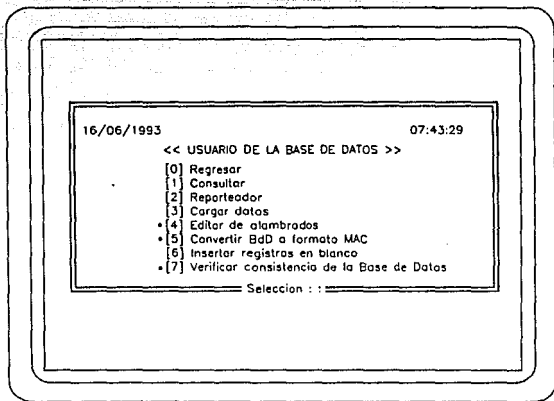 16/06/1993 07:43:29
<< USUARIO DE LA BASE DE DATOS >>
[0] Regresar
[1] Consultar
[2] Reporteador
[3] Cargar datos
•[4] Editor de alambrados
•[5] Convertir BdD a formato MAC
[6] Insertar registros en blanco
•[7] Verificar consistencia de la Base de Datos
Seleccion : :